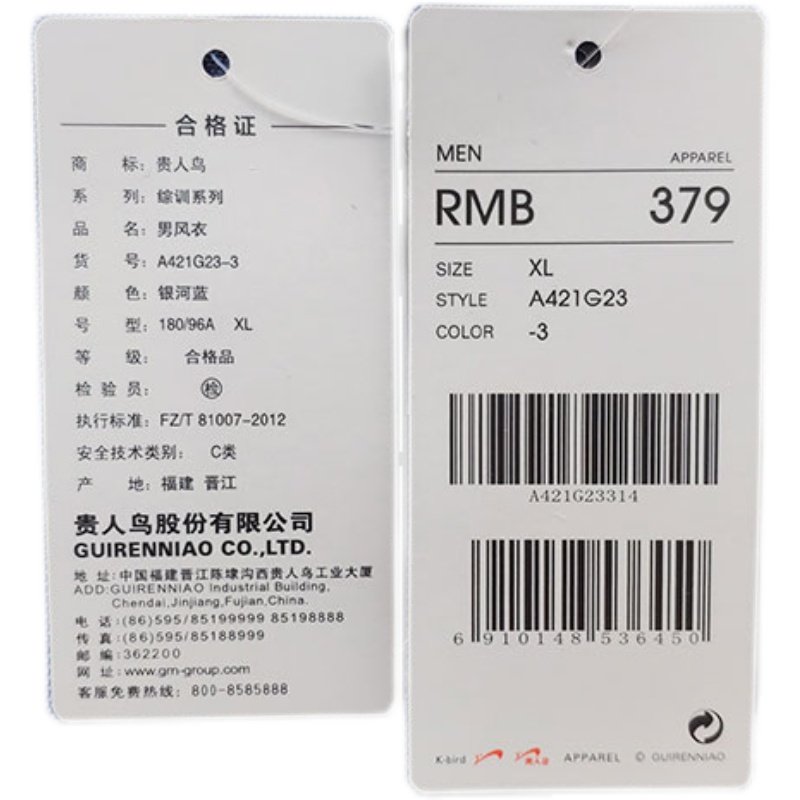 合格证
商 标：贵人鸟
系 列：综训系列
品 名：男风衣
货 号：A421G23-3
颜 色：银河蓝
号 型：180/96A XL
等 级： 合格品
检 验 员： 检
执行标准：FZ/T 81007-2012
安全技术类别： C类
产 地：福建 晋江
贵人鸟股份有限公司
GUIRENNIAO CO.,LTD.
地 址：中国福建晋江陈埭沟西贵人鸟工业大厦
ADD:GUIRENNIAO Industrial Building,
Chendai,Jinjiang,Fujian,China.
电 话：(86)595/85199999 85198888
传 真：(86)595/85188999
邮 编：362200
网 址：www.grn-group.com
客服免费热线：800-8585888
MEN APPAREL
RMB 379
SIZE XL
STYLE A421G23
COLOR -3
A421G23314
6 910148 536450
K-bird 贵人鸟 APPAREL © GUIRENNIAO